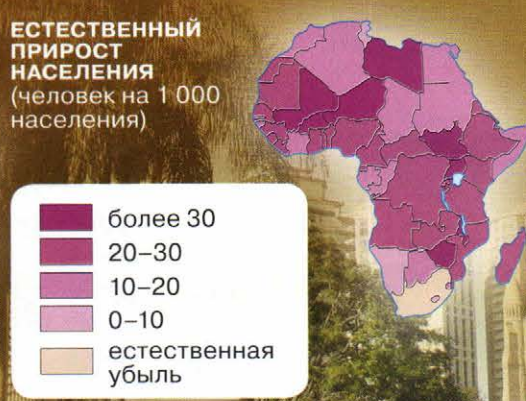 ЕСТЕСТВЕННЫЙ
ПРИРОСТ
НАСЕЛЕНИЯ
(человек на 1 000
населения)
более 30
20–30
10–20
0–10
естественная
убыль